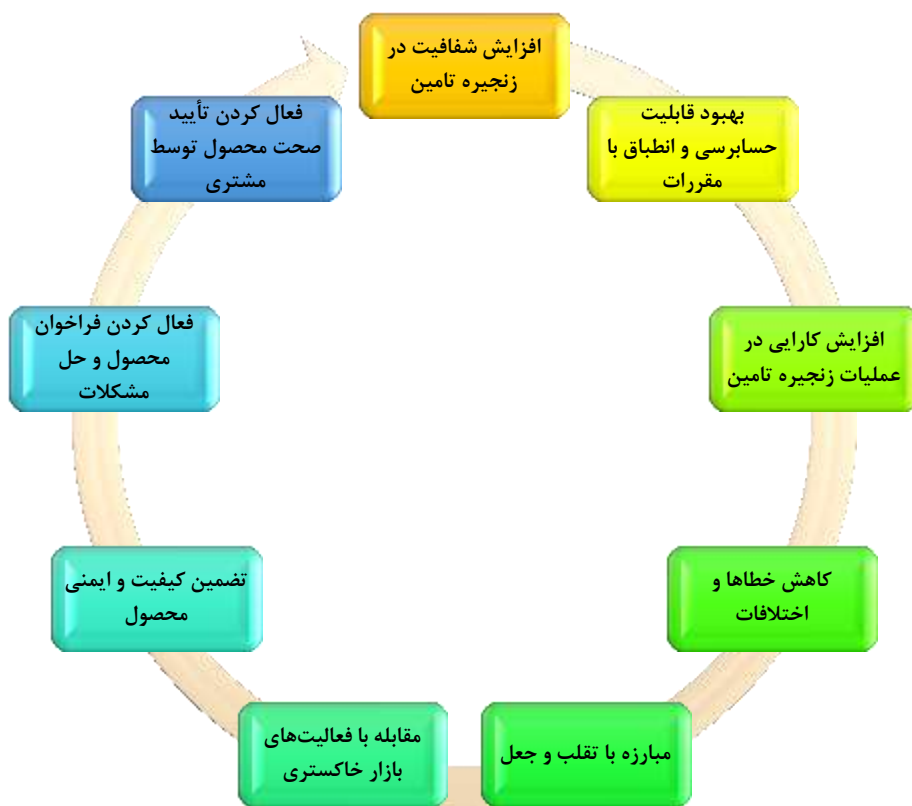 افزایش شفافیت در
زنجیره تامین
بهبود قابلیت
حسابرسی و انطباق با
مقررات
افزایش کارایی در
عملیات زنجیره تامین
کاهش خطاها و
اختلافات
مبارزه با تقلب و جعل
مقابله با فعالیت‌های
بازار خاکستری
تضمین کیفیت و ایمنی
محصول
فعال کردن فراخوان
محصول و حل
مشکلات
فعال کردن تأیید
صحت محصول توسط
مشتری